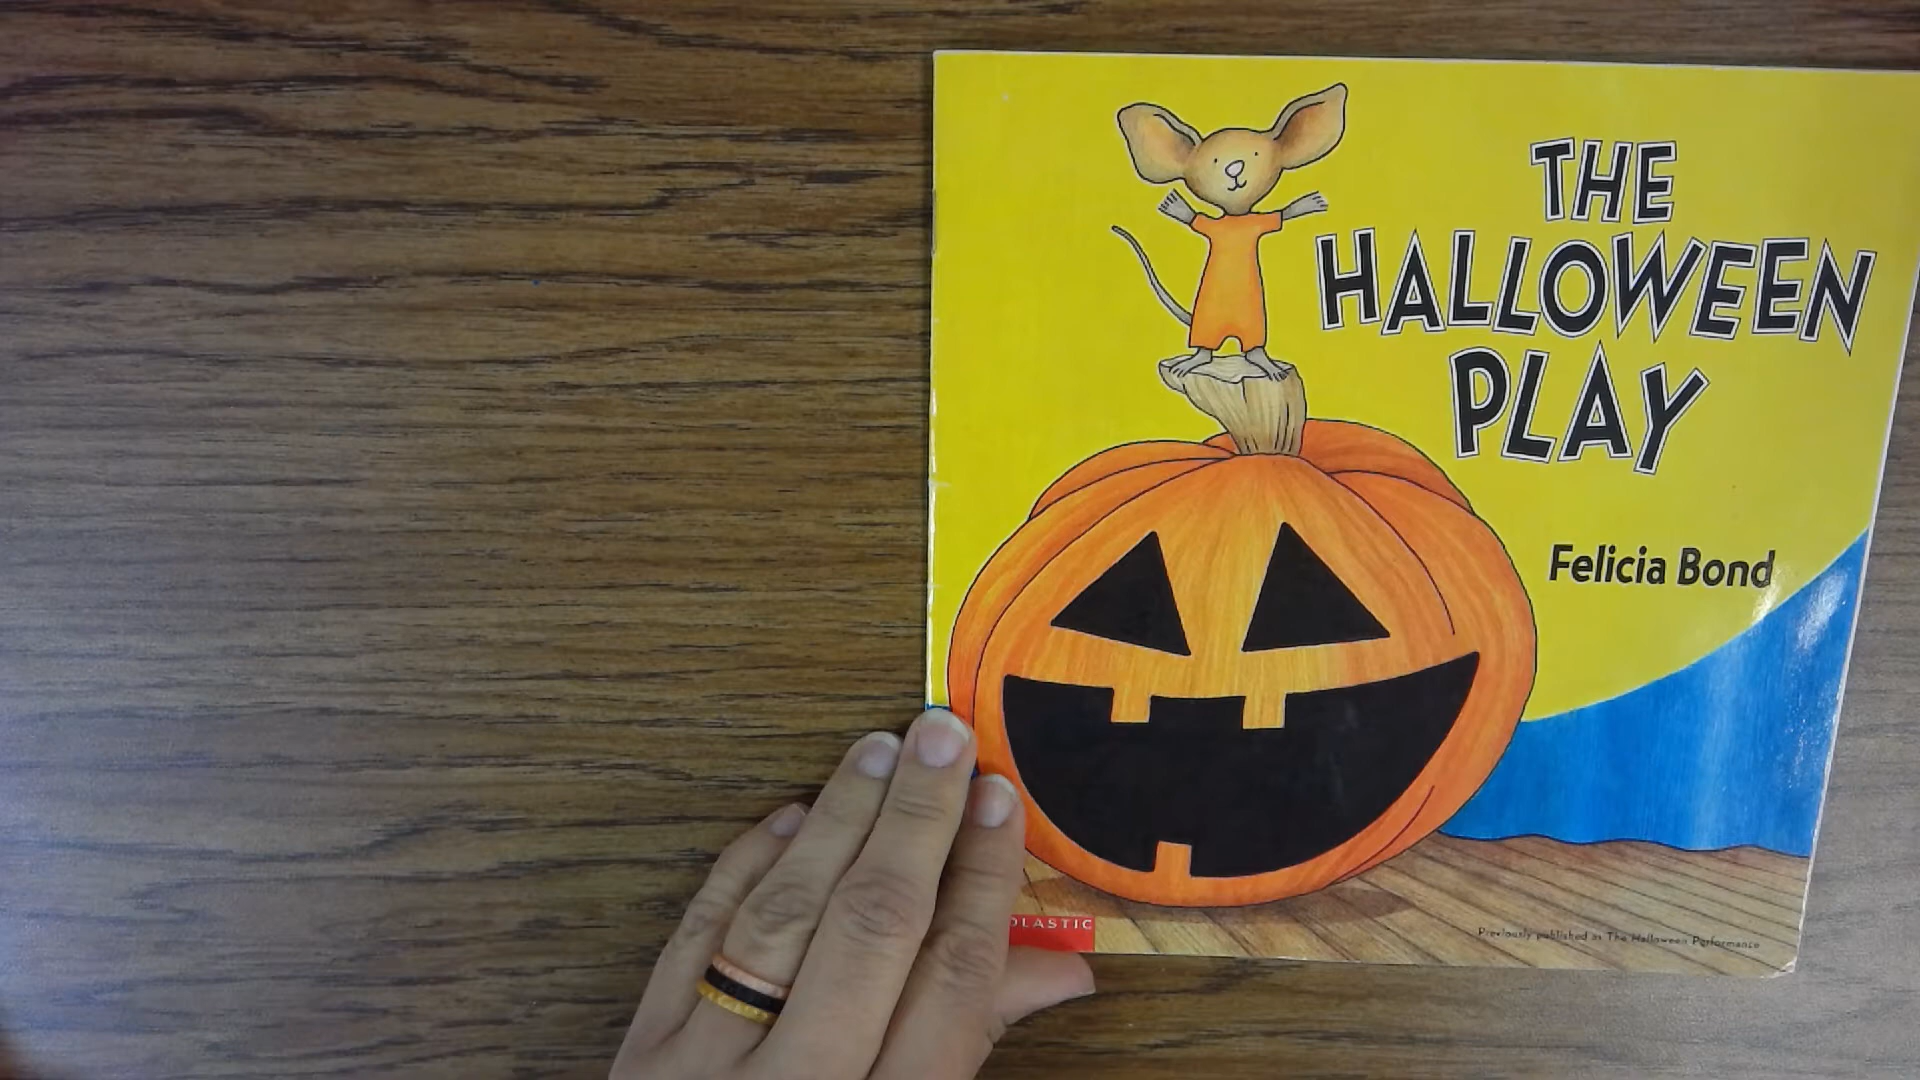 THE
HALLOWEEN
PLAY
Felicia Bond
OLASTIC
Previously published as The Halloween Performance